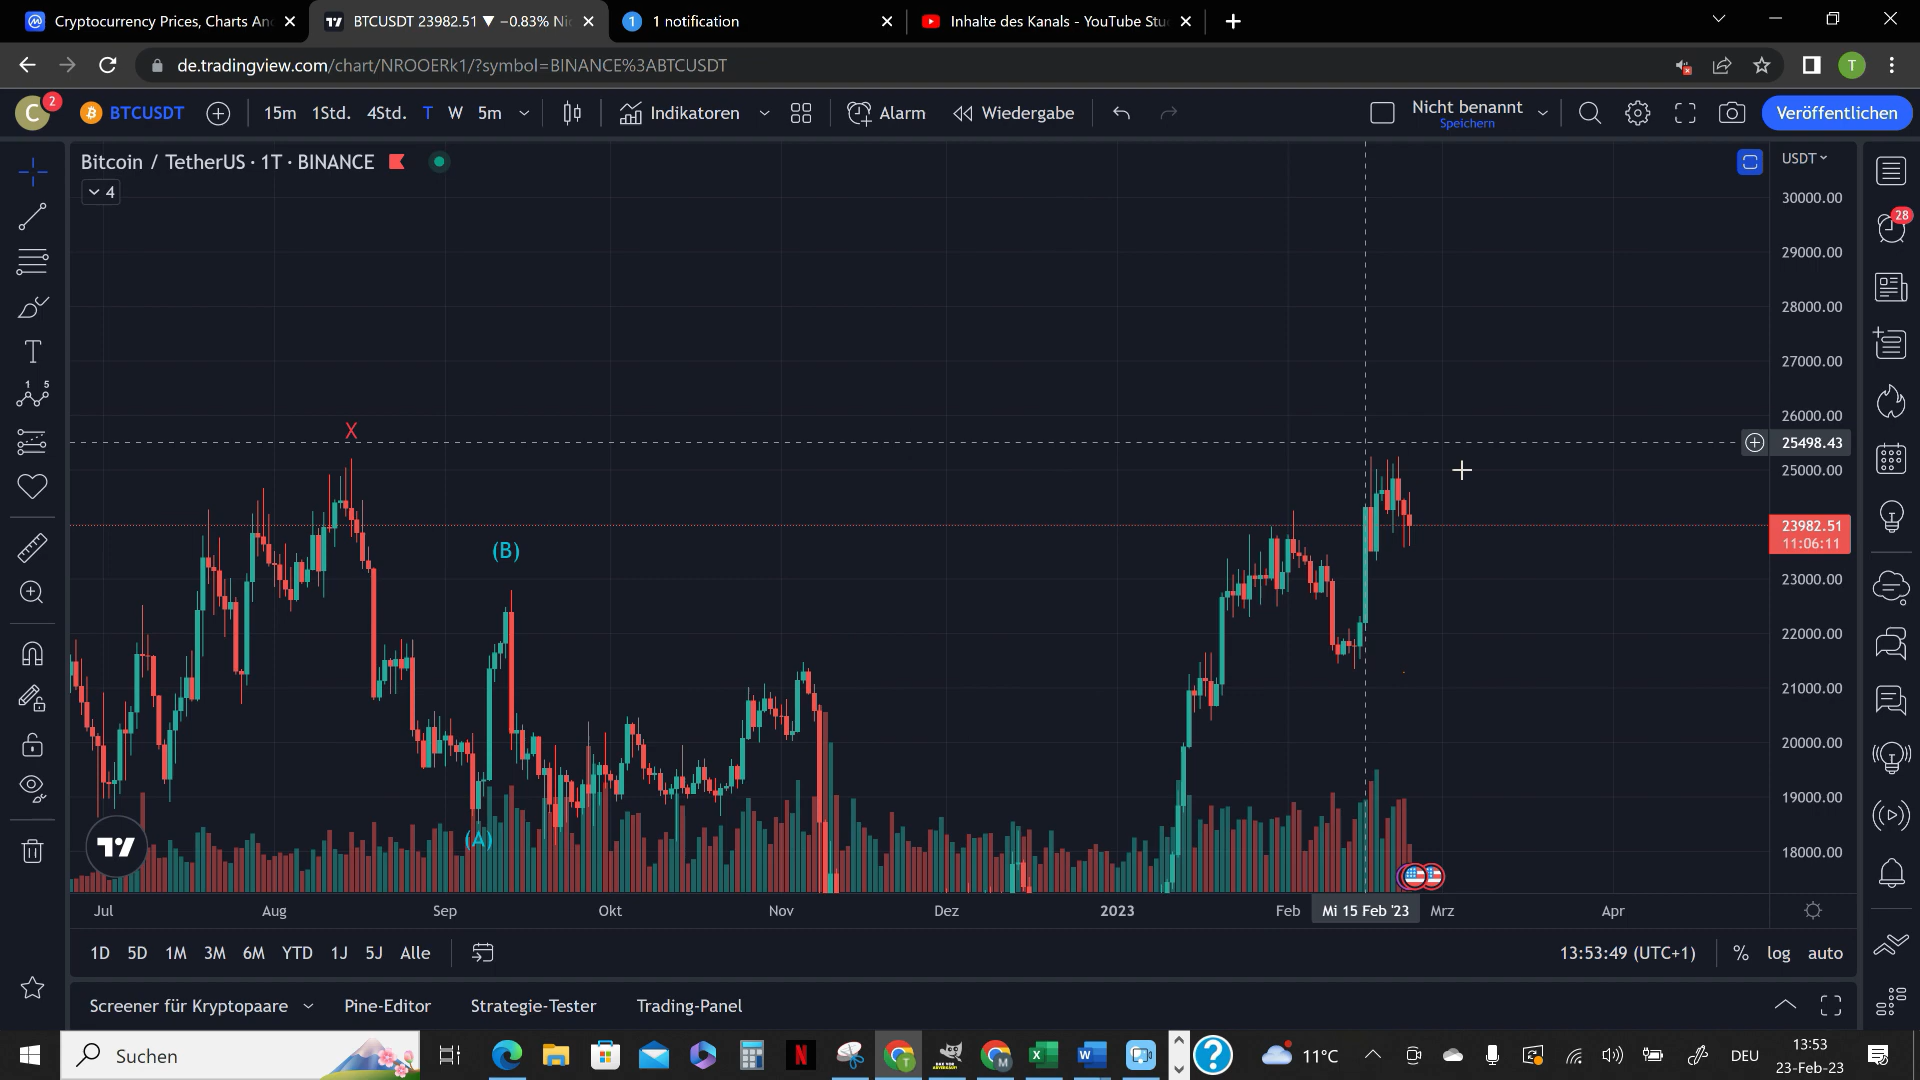 Cryptocurrency Prices, Charts An
BTCUSDT 23982.51 ▼ −0.83% Ni
1 1 notification
Inhalte des Kanals - YouTube Stu
de.tradingview.com/chart/NROOERk1/?symbol=BINANCE%3ABTCUSDT
T
C 2
BTCUSDT
15m 1Std. 4Std. T W 5m
Indikatoren
Alarm
Wiedergabe
Nicht benannt
Speichern
Veröffentlichen
Bitcoin / TetherUS · 1T · BINANCE
4
USDT
30000.00
29000.00
28000.00
27000.00
26000.00
25498.43
25000.00
23982.51
11:06:11
23000.00
22000.00
21000.00
20000.00
19000.00
18000.00
X
(B)
(A)
28
1 5
T
Jul Aug Sep Okt Nov Dez 2023 Feb Mi 15 Feb '23 Mrz Apr
1D 5D 1M 3M 6M YTD 1J 5J Alle
13:53:49 (UTC+1) % log auto
Screener für Kryptopaare Pine-Editor Strategie-Tester Trading-Panel
Suchen
N
T
M
11°C
DEU
13:53
23-Feb-23